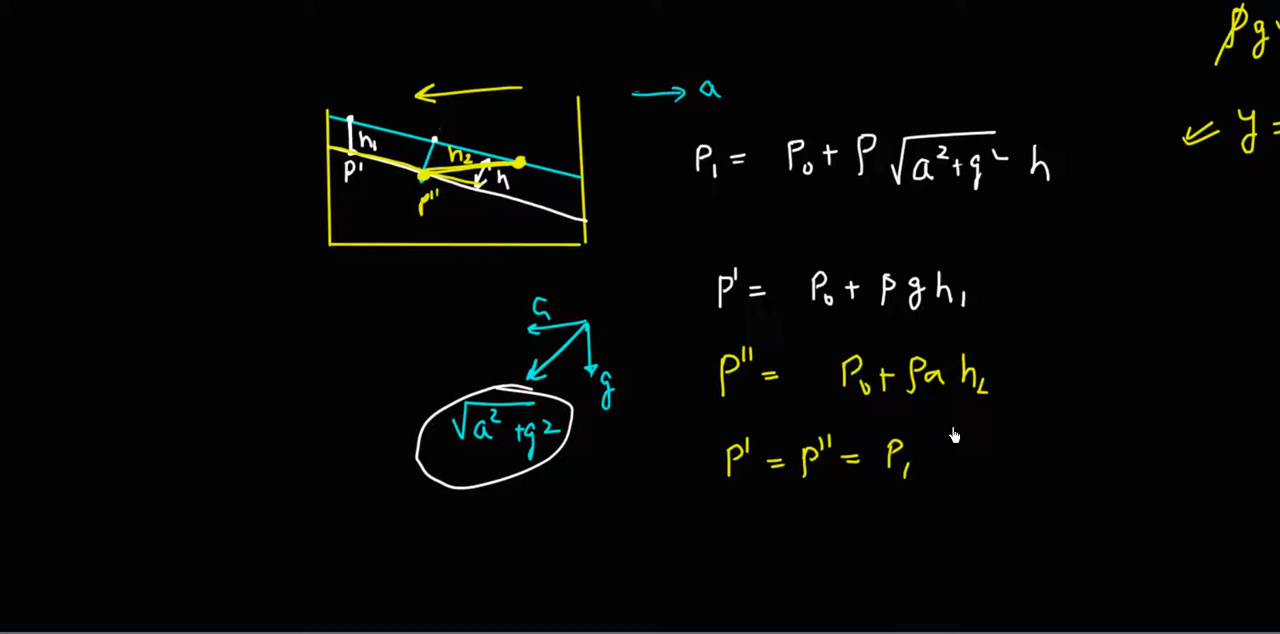 ρg
a
y =
h₁
h₂
P'
h
P''
P₁ = P₀ + ρ √(a² + g²) h
P' = P₀ + ρ g h₁
a
g
P'' = P₀ + ρ a h₂
√(a² + g²)
P' = P'' = P₁